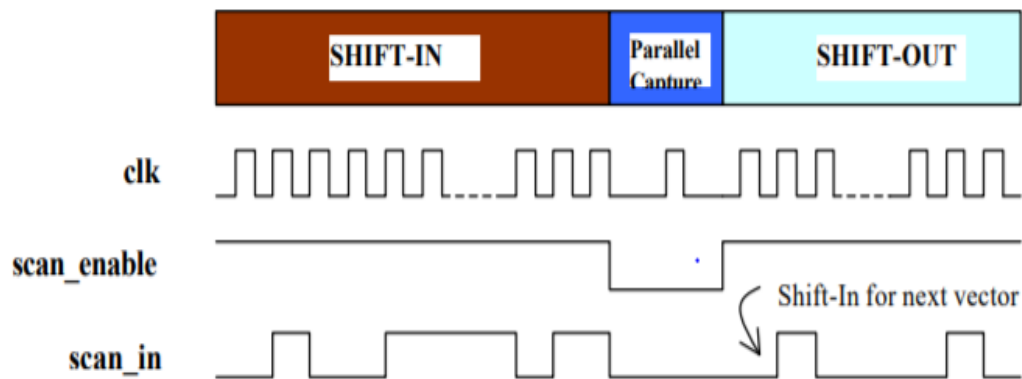 SHIFT-IN
Parallel
Capture
SHIFT-OUT
clk
scan_enable
Shift-In for next vector
scan_in